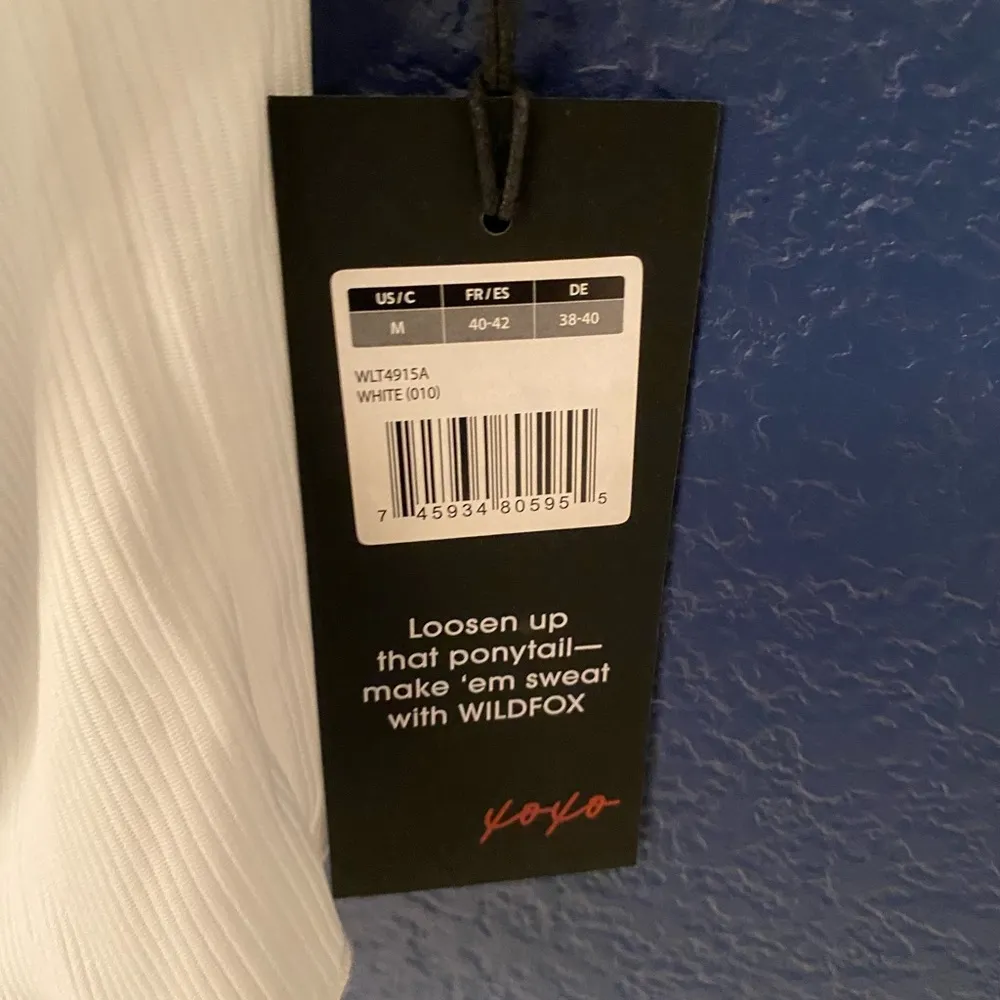 US/C FR/ES DE
M 40-42 38-40
WLT4915A
WHITE (010)
7 45934 80595 5
Loosen up
that ponytail—
make ‘em sweat
with WILDFOX
xoxo